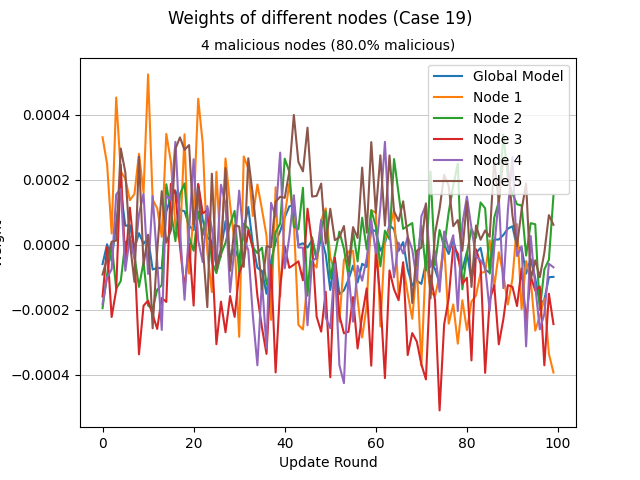 Weights of different nodes (Case 19)
4 malicious nodes (80.0% malicious)
Global Model
Node 1
Node 2
Node 3
Node 4
Node 5
0.0004
0.0002
0.0000
−0.0002
−0.0004
0
20
40
60
80
100
Update Round